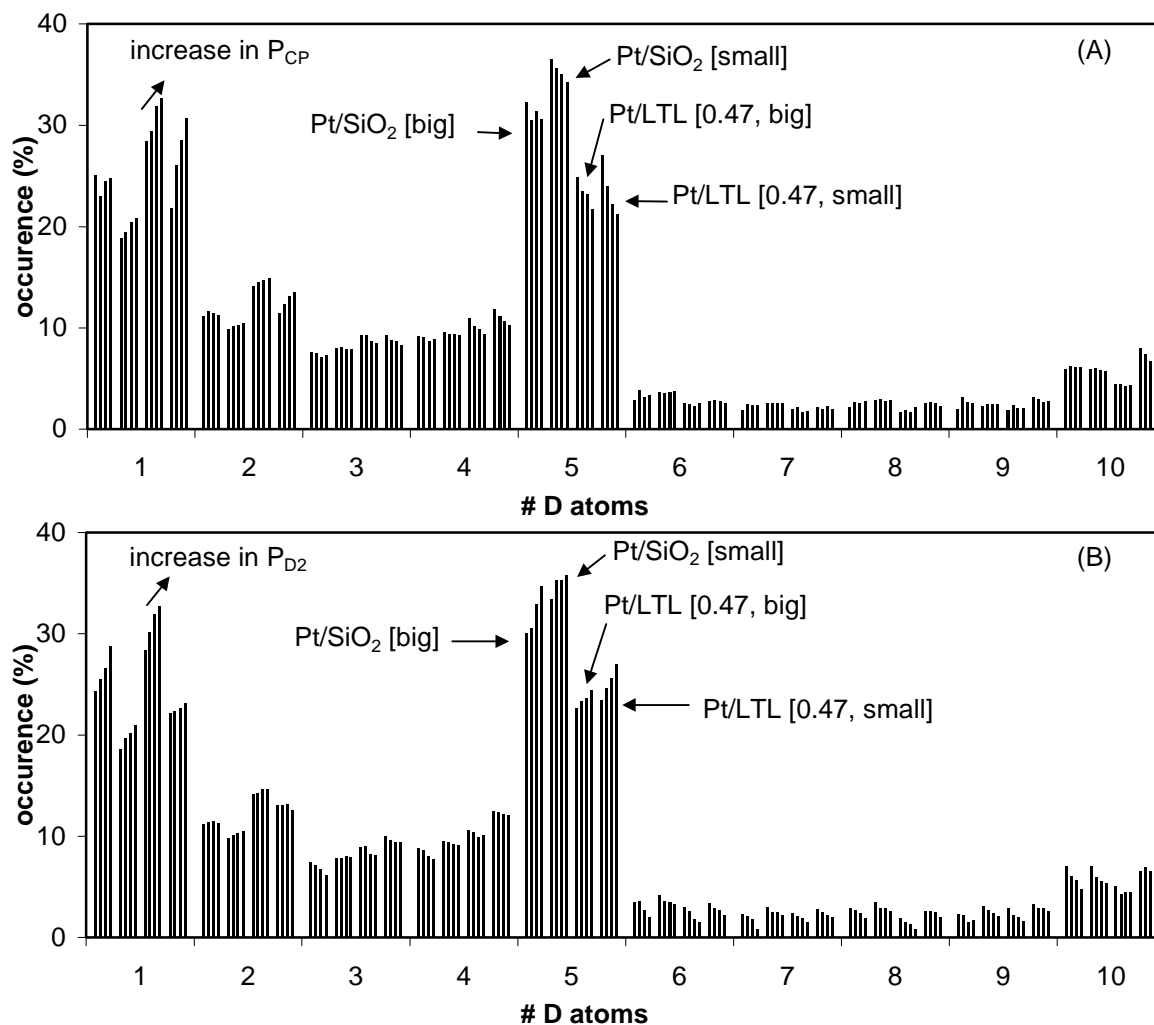 40
increase in P_CP
(A)
Pt/SiO₂ [small]
Pt/LTL [0.47, big]
Pt/SiO₂ [big]
30
Pt/LTL [0.47, small]
20
10
0
occurence (%)
1 2 3 4 5 6 7 8 9 10
# D atoms
40
increase in P_D2
(B)
Pt/SiO₂ [small]
Pt/LTL [0.47, big]
Pt/SiO₂ [big]
30
Pt/LTL [0.47, small]
20
10
0
occurence (%)
1 2 3 4 5 6 7 8 9 10
# D atoms